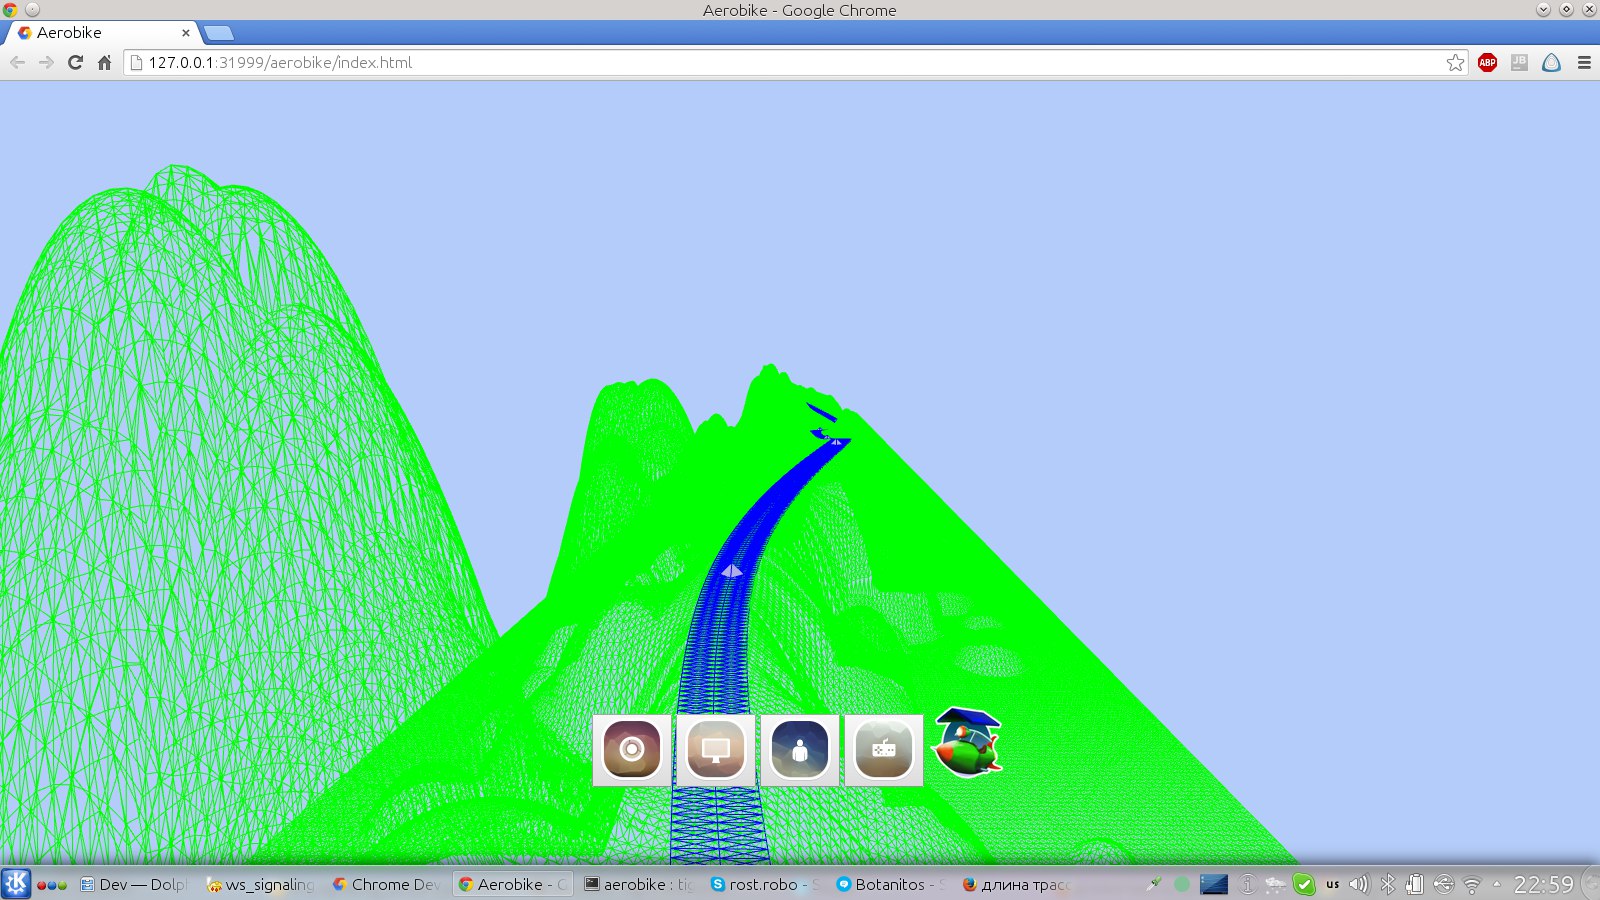 Aerobike - Google Chrome
Aerobike
127.0.0.1:31999/aerobike/index.html
ABP
JB
Dev — Dolph
ws_signaling
Chrome Dev
Aerobike - C
aerobike : tig
rost.robo - S
Botanitos - S
длина трасс
us
22:59